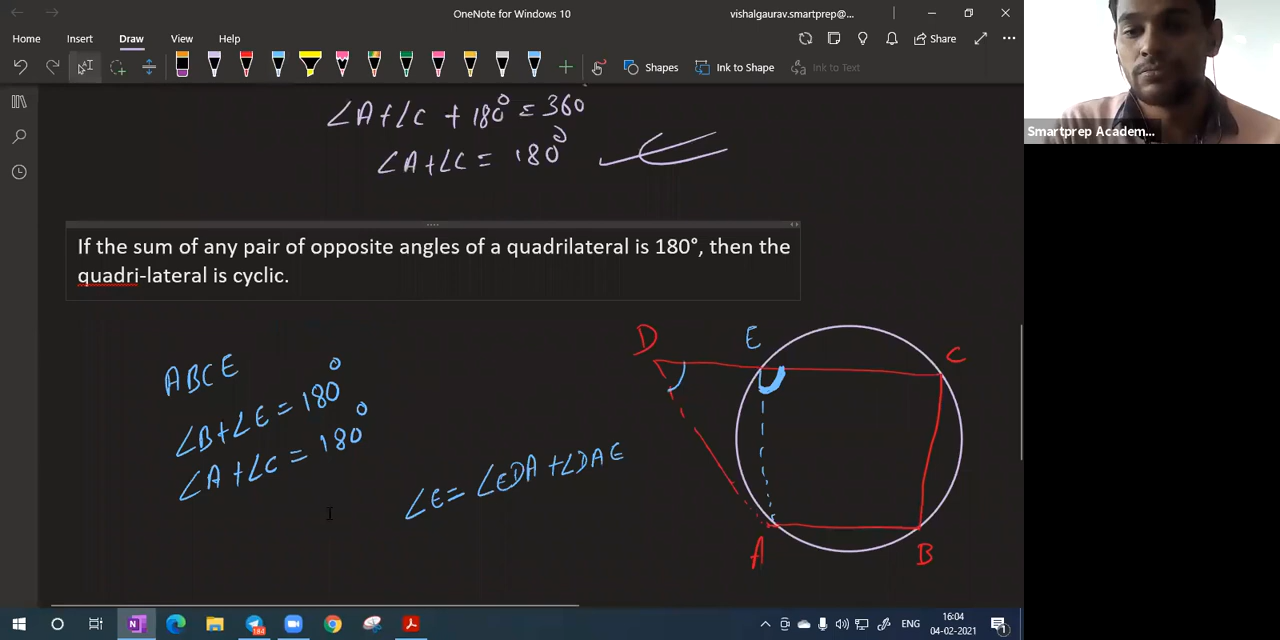 OneNote for Windows 10
vishalgaurav.smartprep@...
Home Insert Draw View Help
Share
Shapes Ink to Shape Ink to Text
Smartprep Academ...
∠A+∠C + 180° = 360
∠A+∠C = 180°
If the sum of any pair of opposite angles of a quadrilateral is 180°, then the
quadri-lateral is cyclic.
D E C
ABCE
∠B+∠E = 180°
∠A+∠C = 180°
∠E = ∠EDA+∠DAE
A B
184
ENG
16:04
04-02-2021